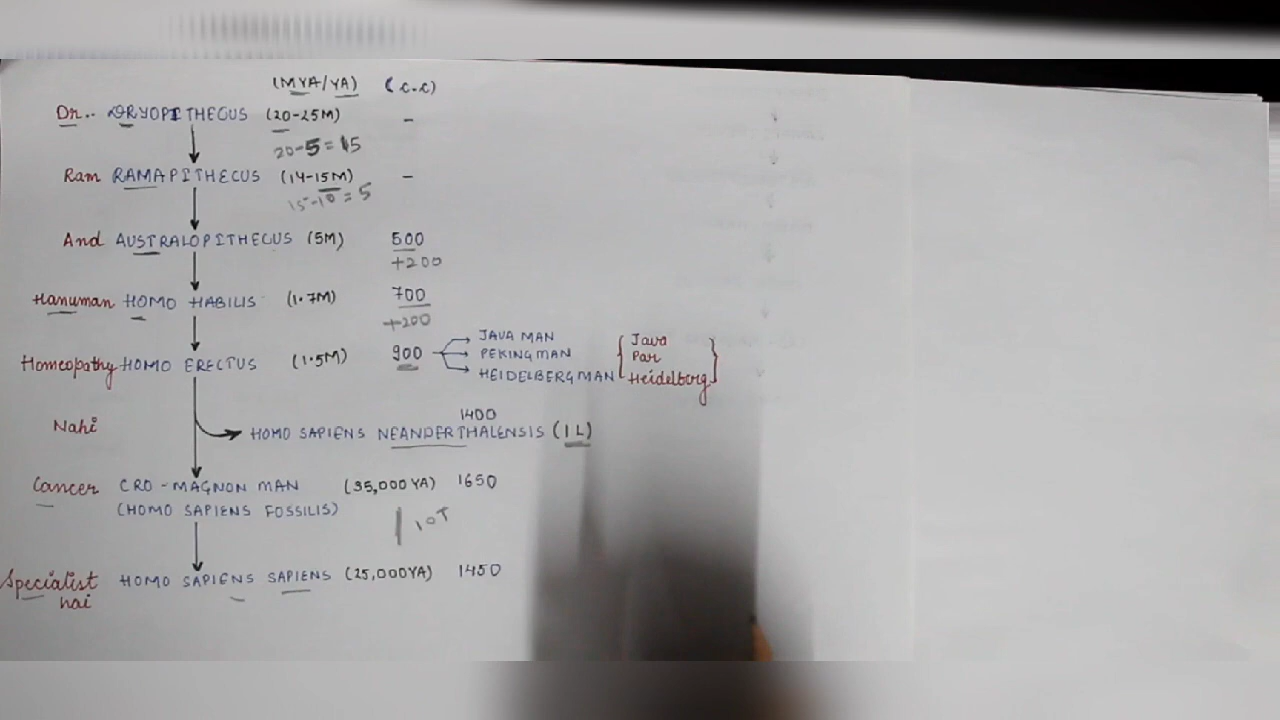 (MYA/YA) (C.C)
Dr.. DRYOPITHECUS (20-25M) -
20-5=15
Ram RAMAPITHECUS (14-15M) -
15-10=5
And AUSTRALOPITHECUS (5M) 500
+200
Hanuman HOMO HABILIS (1.7M) 700
+200
Homeopathy HOMO ERECTUS (1.5M) 900
JAVA MAN
PEKING MAN
HEIDELBERG MAN
Java
Par
Heidelberg
1400
Nahi HOMO SAPIENS NEANDERTHALENSIS (1L)
Cancer CRO-MAGNON MAN (35,000YA) 1650
(HOMO SAPIENS FOSSILIS)
10T
Specialist HOMO SAPIENS SAPIENS (25,000YA) 1450
hai